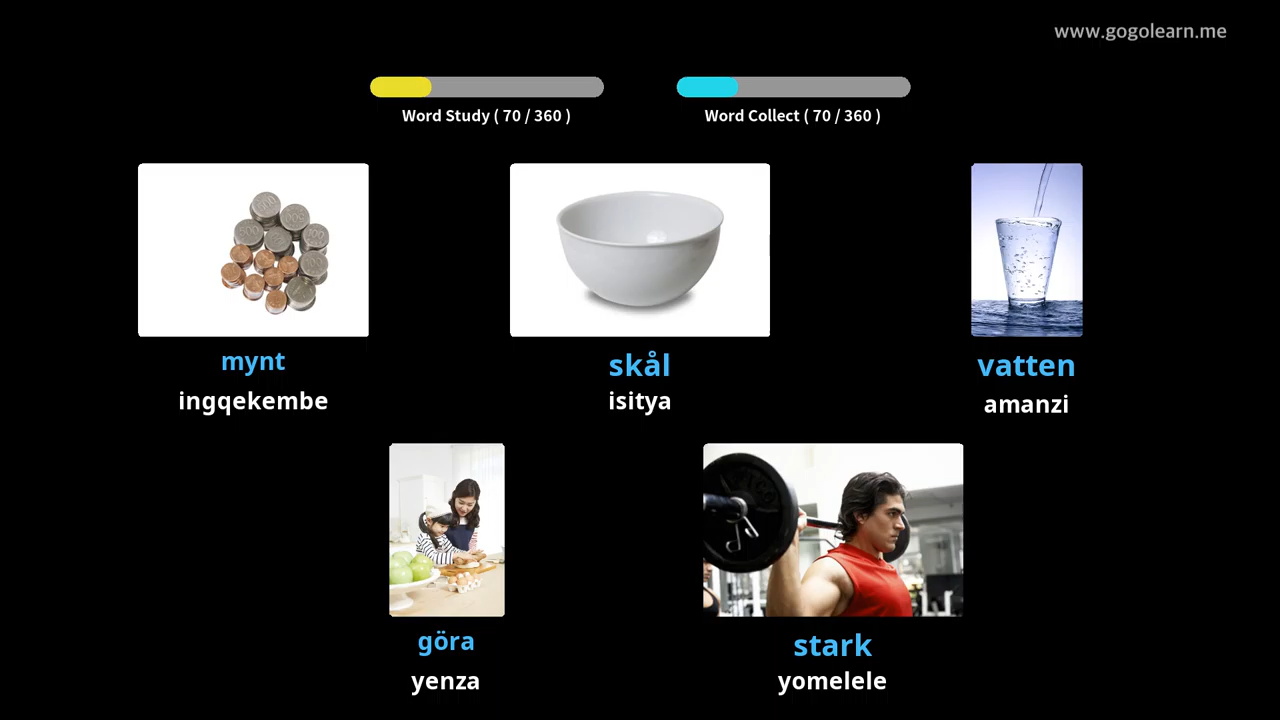 www.gogolearn.me
Word Study ( 70 / 360 )
Word Collect ( 70 / 360 )
mynt
ingqekembe
skål
isitya
vatten
amanzi
göra
yenza
stark
yomelele